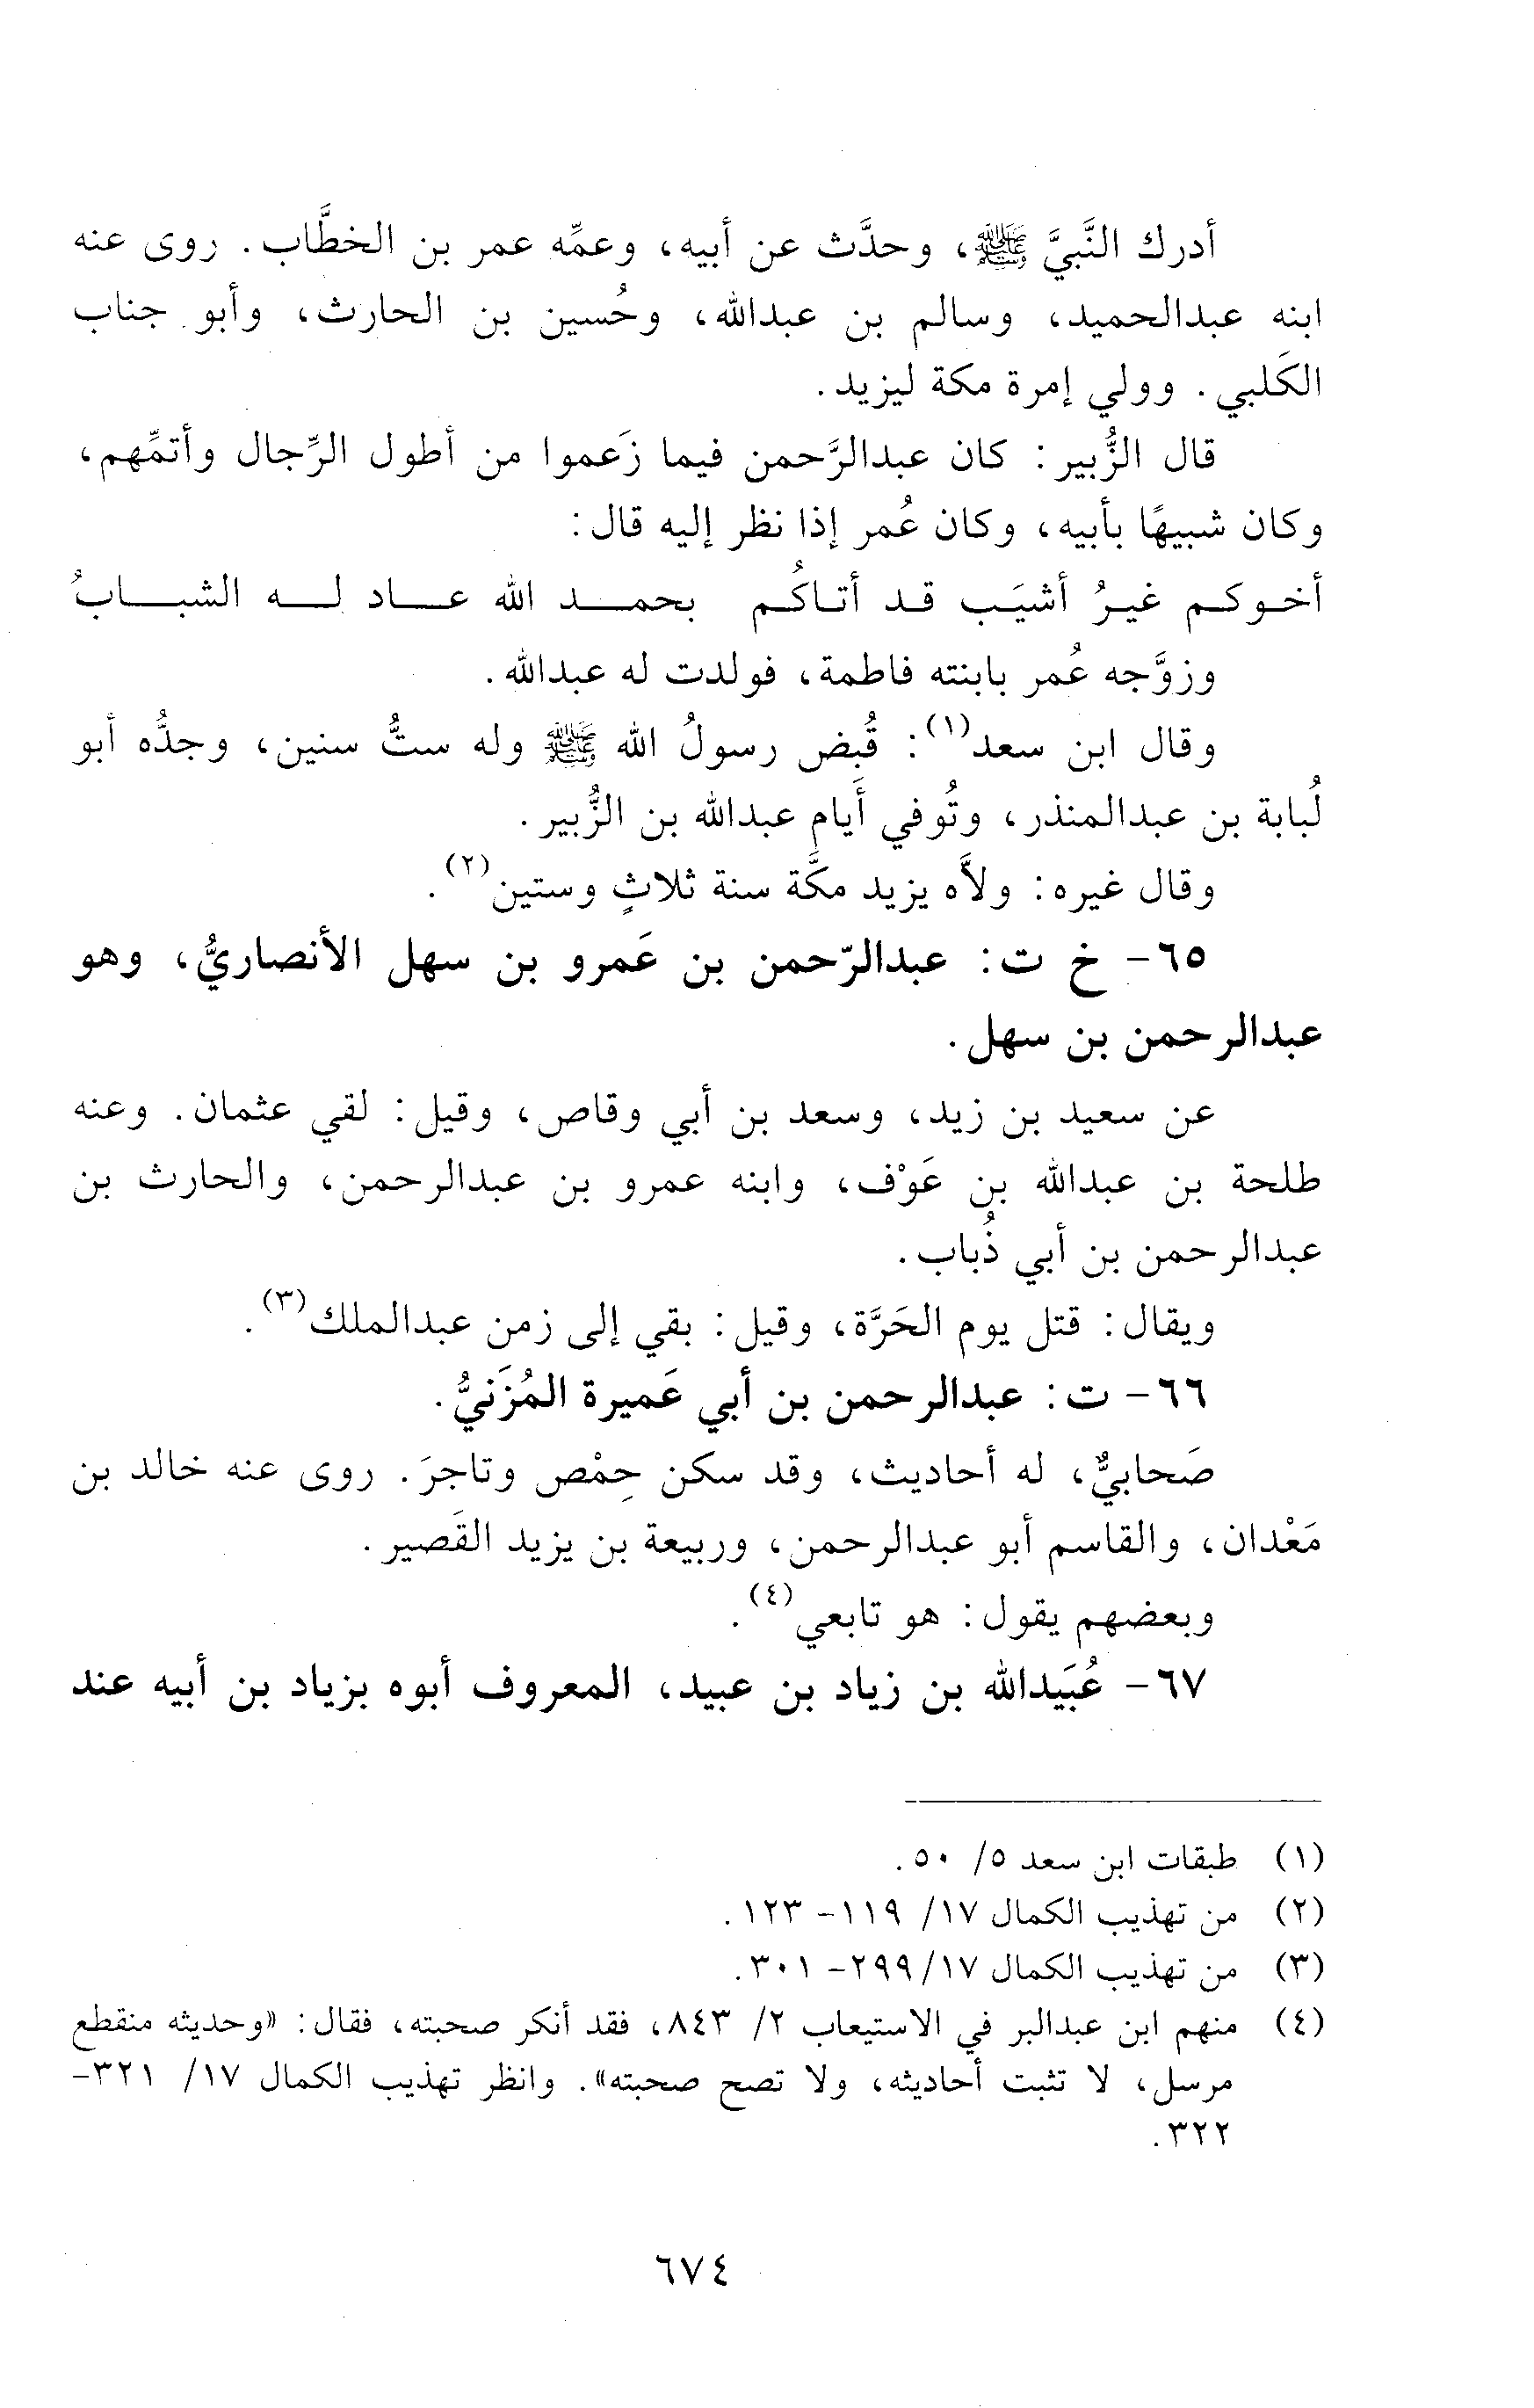 أدرك النَّبيَّ ﷺ، وحدَّث عن أبيه، وعمِّه عمر بن الخطَّاب. روى عنه
ابنه عبدالحميد، وسالم بن عبدالله، وحُسين بن الحارث، وأبو جناب
الكَلبي. وولي إمرة مكة ليزيد.
قال الزُّبير: كان عبدالرَّحمن فيما زَعموا من أطول الرِّجال وأتمِّهم،
وكان شبيهًا بأبيه، وكان عُمر إذا نظر إليه قال:
أخـوكـم غيـرُ أشيَـب قـد أتـاكُـم بحمـــد الله عـــاد لـــه الشبـــابُ
وزوَّجه عُمر بابنته فاطمة، فولدت له عبدالله.
وقال ابن سعد(١): قُبض رسولُ الله ﷺ وله ستُّ سنين، وجدُّه أبو
لُبابة بن عبدالمنذر، وتُوفي أَيام عبدالله بن الزُّبير.
وقال غيره: ولاَّه يزيد مكَّة سنة ثلاثٍ وستين(٢).
٦٥- خ ت: عبدالرّحمن بن عَمرو بن سهل الأنصاريُّ، وهو
عبدالرحمن بن سهل.
عن سعيد بن زيد، وسعد بن أبي وقاص، وقيل: لقي عثمان. وعنه
طلحة بن عبدالله بن عَوْف، وابنه عمرو بن عبدالرحمن، والحارث بن
عبدالرحمن بن أبي ذُباب.
ويقال: قتل يوم الحَرَّة، وقيل: بقي إلى زمن عبدالملك(٣).
٦٦- ت: عبدالرحمن بن أبي عَميرة المُزَنيُّ.
صَحابيٌّ، له أحاديث، وقد سكن حِمْص وتاجرَ. روى عنه خالد بن
مَعْدان، والقاسم أبو عبدالرحمن، وربيعة بن يزيد القَصير.
وبعضهم يقول: هو تابعي(٤).
٦٧- عُبَيدالله بن زياد بن عبيد، المعروف أبوه بزياد بن أبيه عند
(١) طبقات ابن سعد ٥/ ٥٠.
(٢) من تهذيب الكمال ١٧/ ١١٩- ١٢٣.
(٣) من تهذيب الكمال ١٧/ ٢٩٩- ٣٠١.
(٤) منهم ابن عبدالبر في الاستيعاب ٢/ ٨٤٣، فقد أنكر صحبته، فقال: «وحديثه منقطع
مرسل، لا تثبت أحاديثه، ولا تصح صحبته». وانظر تهذيب الكمال ١٧/ ٣٢١-
٣٢٢.
٦٧٤